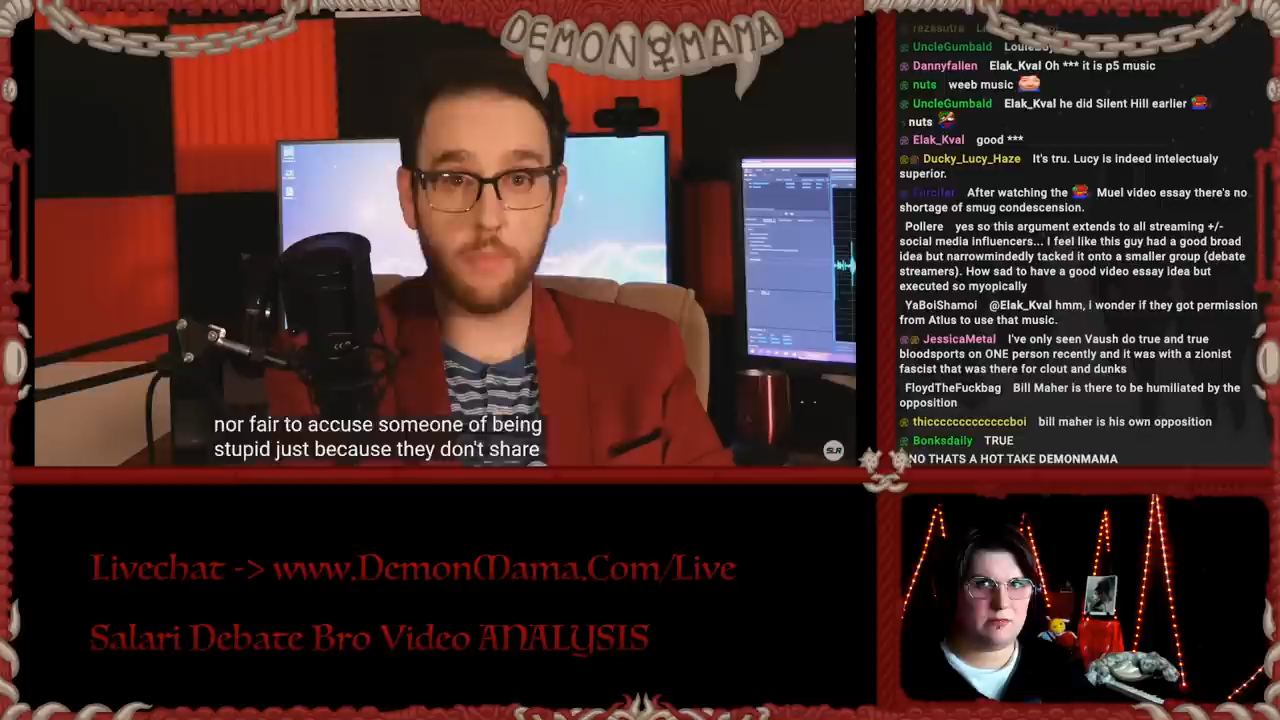 DEMON MAMA
UncleGumbald
Dannyfallen Elak_Kval Oh *** it is p5 music
nuts weeb music
UncleGumbald Elak_Kval he did Silent Hill earlier
nuts
Elak_Kval good ***
Ducky_Lucy_Haze It's tru. Lucy is indeed intelectualy
superior.
After watching the Muel video essay there's no
shortage of smug condescension.
yes so this argument extends to all streaming +/-
social media influencer... I feel like this guy had a good broad
idea but narrowmindedly tacked it on a smaller group (debate
streamers). How sad to have a good video essay idea but
executed so myopically
YaBoiShamoi @Elak_Kval hmm, i wonder if they got permission
from Atlus to use that music.
JessicaMetal I've only seen Vaush do true and true
bloodsports on ONE person recently and it was with a zionist
fascist that was there for clout and dunks
FloydTheFuckbag Bill Maher is there to be humiliated by the
opposition
thicccccccccccccboi bill maher is his own opposition
Bonksdaily TRUE
NO THATS A HOT TAKE DEMONMAMA
nor fair to accuse someone of being
stupid just because they don't share
SLR
Livechat -> www.DemonMama.Com/Live
Salari Debate Bro Video ANALYSIS